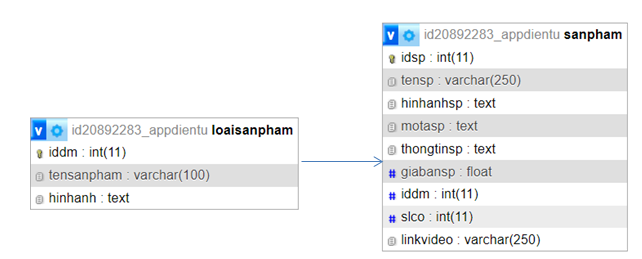 id20892283_appdientu loaisanpham
iddm : int(11)
tensanpham : varchar(100)
hinhanh : text
id20892283_appdientu sanpham
idsp : int(11)
tensp : varchar(250)
hinhanhsp : text
motasp : text
thongtinsp : text
# giabansp : float
# iddm : int(11)
# slco : int(11)
linkvideo : varchar(250)